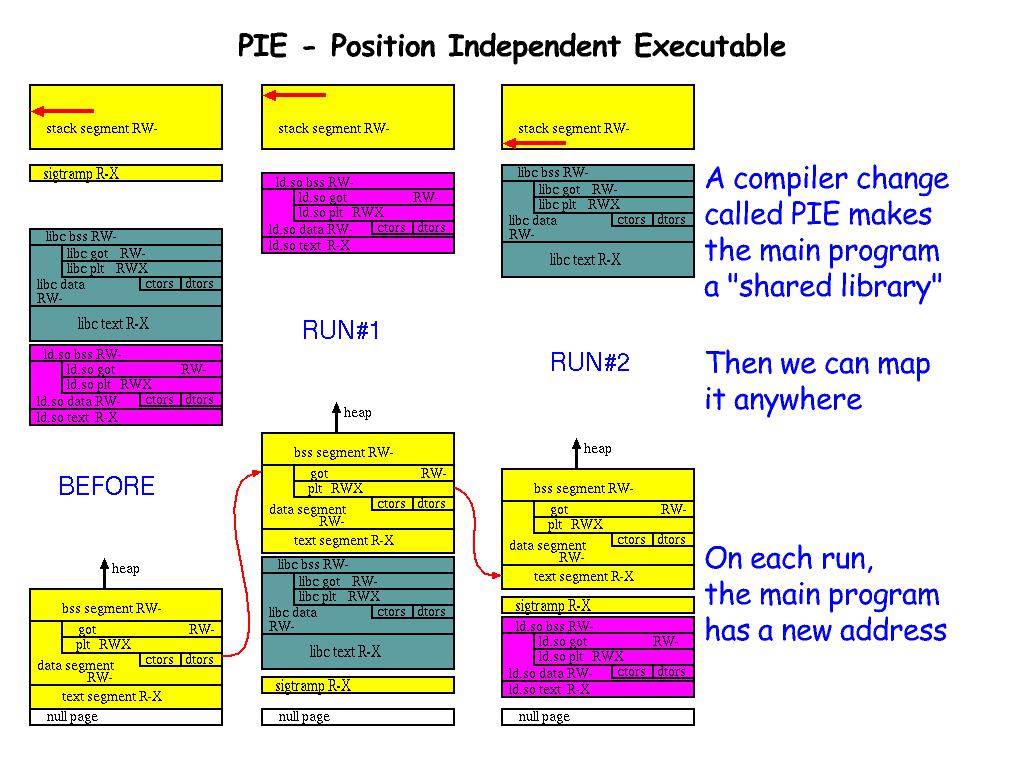 PIE - Position Independent Executable
stack segment RW-
sigtramp R-X
libc bss RW-
libc got RW-
libc plt RWX
libc data
ctors dtors
RW-
libc text R-X
ld.so bss RW-
ld.so got RW-
ld.so plt RWX
ld.so data RW- ctors dtors
ld.so text R-X
BEFORE
heap
bss segment RW-
got RW-
plt RWX
ctors dtors
data segment
RW-
text segment R-X
null page
stack segment RW-
ld.so bss RW-
ld.so got RW-
ld.so plt RWX
ld.so data RW- ctors dtors
ld.so text R-X
RUN#1
heap
bss segment RW-
got RW-
plt RWX
ctors dtors
data segment
RW-
text segment R-X
libc bss RW-
libc got RW-
libc plt RWX
libc data ctors dtors
RW-
libc text R-X
sigtramp R-X
null page
stack segment RW-
libc bss RW-
libc got RW-
libc plt RWX
libc data ctors dtors
RW-
libc text R-X
RUN#2
heap
bss segment RW-
got RW-
plt RWX
ctors dtors
data segment
RW-
text segment R-X
sigtramp R-X
ld.so bss RW-
ld.so got RW-
ld.so plt RWX
ld.so data RW- ctors dtors
ld.so text R-X
null page
A compiler change
called PIE makes
the main program
a "shared library"
Then we can map
it anywhere
On each run,
the main program
has a new address